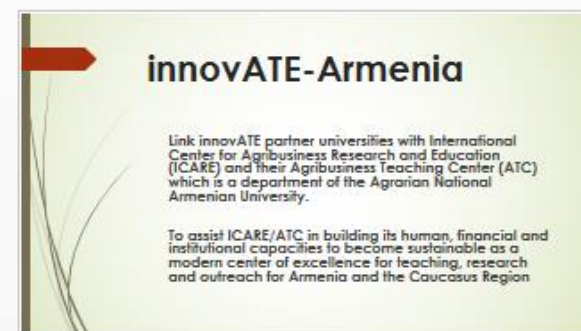 innovATE-Armenia
Link innovATE partner universities with International
Center for Agribusiness Research and Education
(ICARE) and their Agribusiness Teaching Center (ATC)
which is a department of the Agrarian National
Armenian University.
To assist ICARE/ATC in building its human, financial and
institutional capacities to become sustainable as a
modern center of excellence for teaching, research
and outreach for Armenia and the Caucasus Region